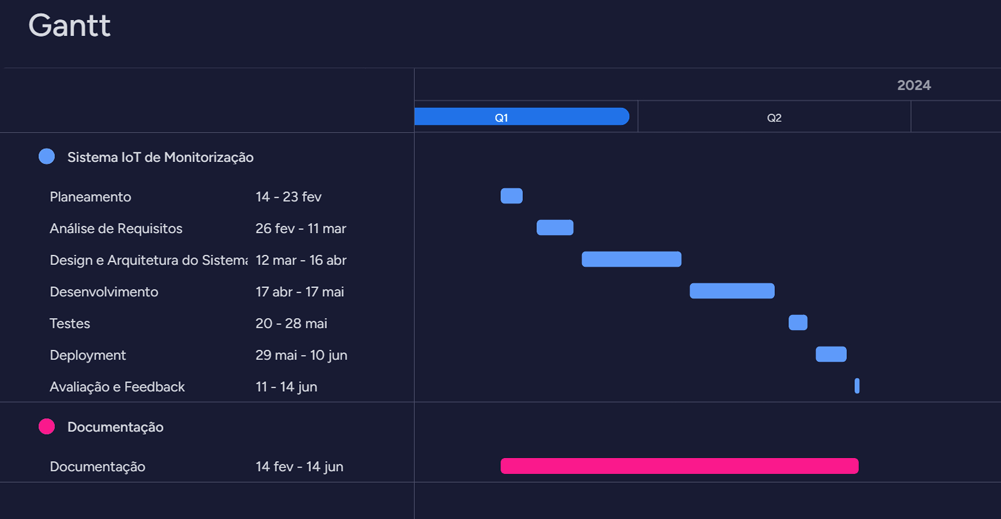 Gantt
2024
Q1 Q2
Sistema IoT de Monitorização
Planeamento 14 - 23 fev
Análise de Requisitos 26 fev - 11 mar
Design e Arquitetura do Sistema 12 mar - 16 abr
Desenvolvimento 17 abr - 17 mai
Testes 20 - 28 mai
Deployment 29 mai - 10 jun
Avaliação e Feedback 11 - 14 jun
Documentação
Documentação 14 fev - 14 jun